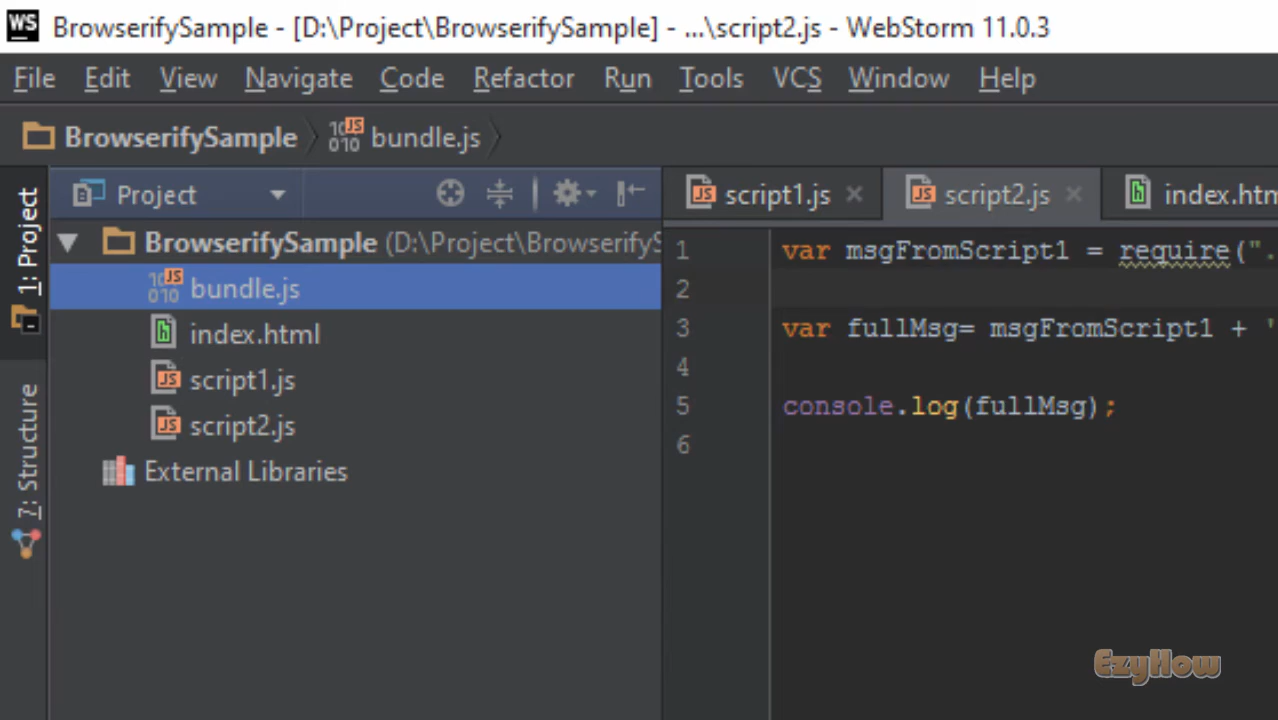 WS BrowserifySample - [D:\Project\BrowserifySample] - ...\script2.js - WebStorm 11.0.3
File Edit View Navigate Code Refactor Run Tools VCS Window Help
BrowserifySample bundle.js
1: Project
7: Structure
Project
BrowserifySample (D:\Project\BrowserifyS
bundle.js
index.html
script1.js
script2.js
External Libraries
script1.js script2.js index.htm
1 var msgFromScript1 = require(".
2
3 var fullMsg= msgFromScript1 + '
4
5 console.log(fullMsg);
6
EzyHow